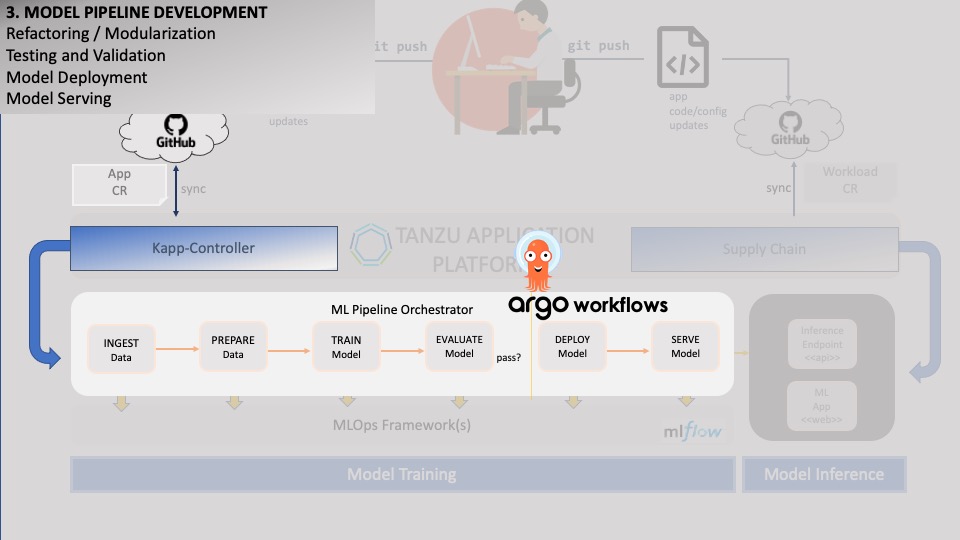 3. MODEL PIPELINE DEVELOPMENT
Refactoring / Modularization
Testing and Validation
Model Deployment
Model Serving
it push
git push
updates
app
code/config
updates
GitHub
GitHub
App
CR
sync
sync
Workload
CR
Kapp-Controller
TANZU APPLICATION
PLATFORM
Supply Chain
ML Pipeline Orchestrator
argo workflows
INGEST
Data
PREPARE
Data
TRAIN
Model
EVALUATE
Model
pass?
DEPLOY
Model
SERVE
Model
Inference
Endpoint
<<api>>
ML
App
<<web>>
MLOps Framework(s)
mlflow
Model Training
Model Inference